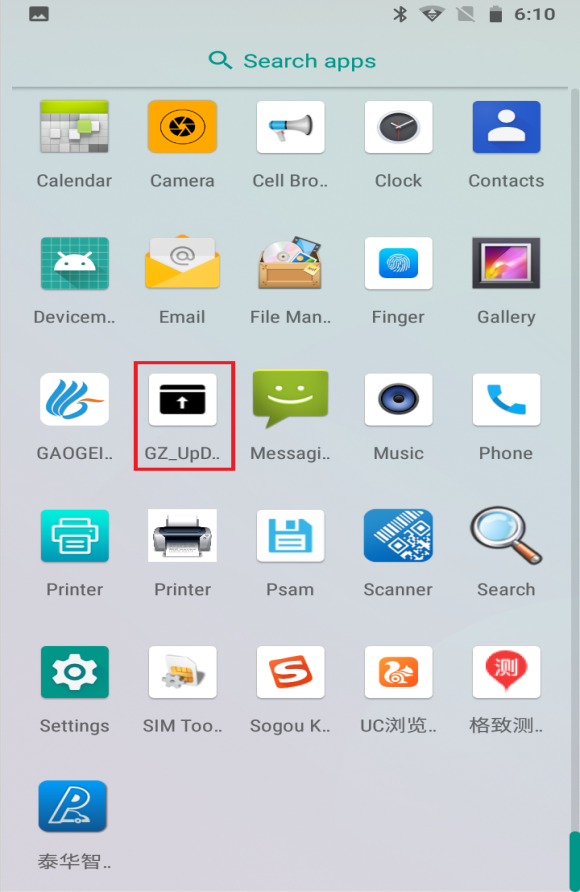 6:10
Search apps
Calendar Camera Cell Bro.. Clock Contacts
Devicem.. Email File Man.. Finger Gallery
GAOGEI.. GZ_UpD.. Messagi.. Music Phone
Printer Printer Psam Scanner Search
测
Settings SIM Too.. Sogou K.. UC浏览.. 格致测..
泰华智..